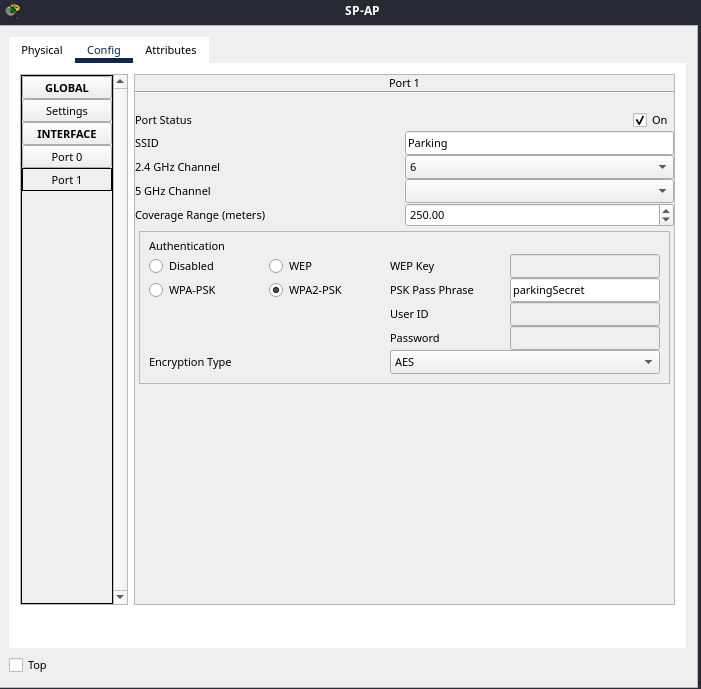 SP-AP
Physical Config Attributes
GLOBAL
Settings
INTERFACE
Port 0
Port 1
Port 1
Port Status On
SSID Parking
2.4 GHz Channel 6
5 GHz Channel
Coverage Range (meters) 250.00
Authentication
Disabled WEP WEP Key
WPA-PSK WPA2-PSK PSK Pass Phrase parkingSecret
User ID
Password
Encryption Type AES
Top